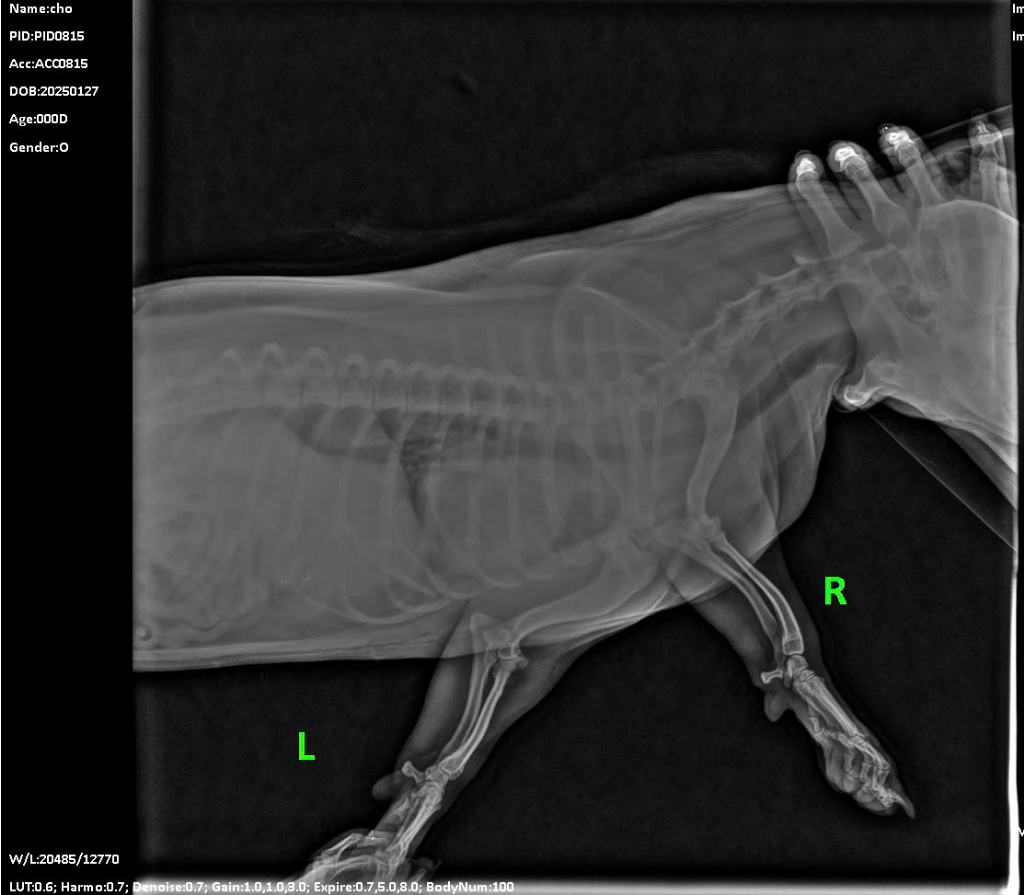 Name:cho
PID:PID0815
Acc:ACC0815
DOB:20250127
Age:000D
Gender:O
Im
Im
R
L
W/L:20485/12770
LUT:0.6; Harmo:0.7; Denoise:0.7; Gain:1.0,1.0,3.0; Expire:0.7,5.0,8.0; BodyNum:100